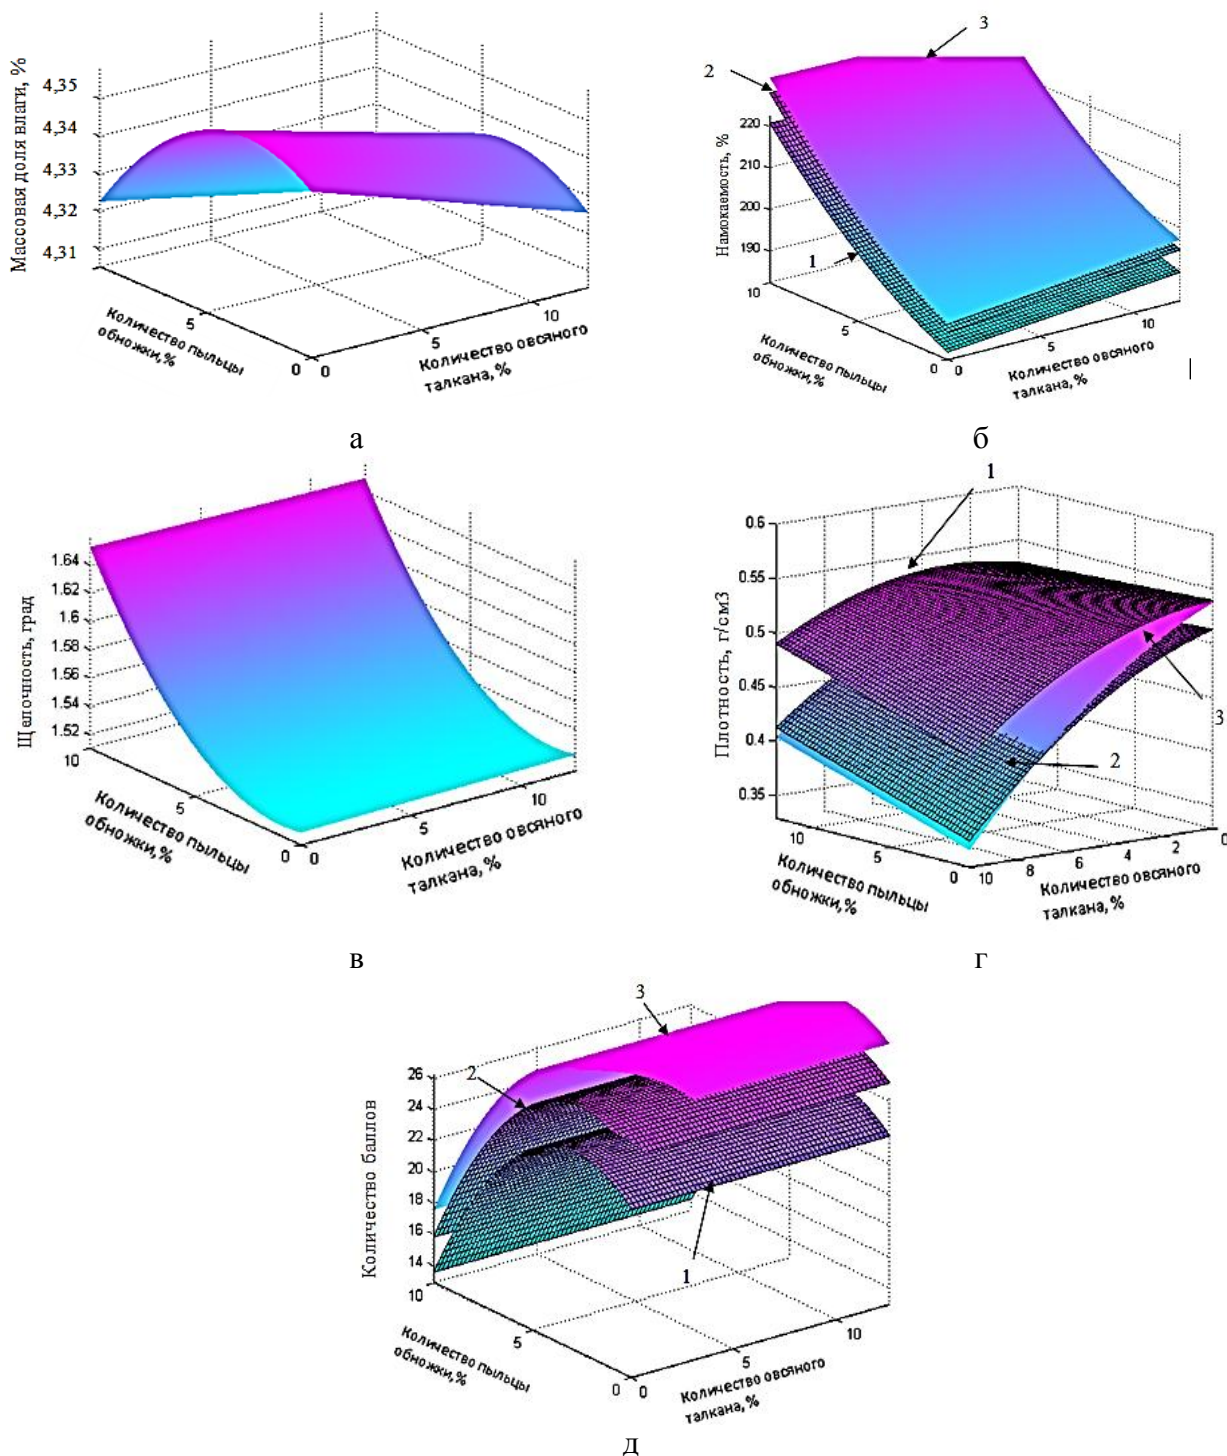 Массовая доля влаги, %
4,35
4,34
4,33
4,32
4,31
5
0
0
5
10
Количество пыльцы
обножки,%
Количество овсяного
талкана, %
а
3
2
1
Намокаемость, %
220
210
200
190
10
5
0
0
5
10
Количество пыльцы
обножки,%
Количество овсяного
талкана, %
б
Щелочность, град
1.64
1.62
1.6
1.58
1.56
1.54
1.52
10
5
0
0
5
10
Количество пыльцы
обножки,%
Количество овсяного
талкана, %
в
1
3
2
Плотность, г/см3
0.6
0.55
0.5
0.45
0.4
0.35
10
5
0
10
8
6
4
2
0
Количество пыльцы
обножки,%
Количество овсяного
талкана, %
г
3
2
1
Количество баллов
26
24
22
20
18
16
14
10
5
0
0
5
10
Количество пыльцы
обножки,%
Количество овсяного
талкана, %
д